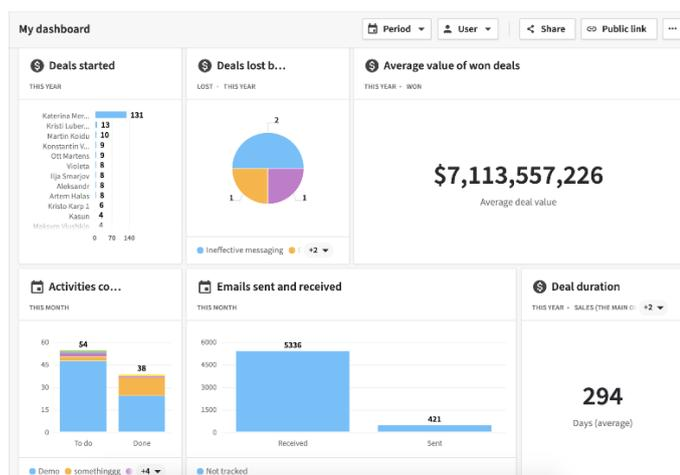 My dashboard
Period
User
Share
Public link
Deals started
THIS YEAR
Katerina Mer... 131
Kristi Luber... 13
Martin Koidu 10
Konstantin V... 9
Ott Martens 9
Violeta 8
Ilja Smarjov 8
Aleksandr 8
Artem Halas 8
Kristo Karp 1 6
Kasun 4
4
0 70 140
Deals lost b...
LOST · THIS YEAR
2
1 1
Ineffective messaging
+2
Average value of won deals
THIS YEAR · WON
$7,113,557,226
Average deal value
Activities co...
THIS MONTH
60
45
30
15
0
54
38
To do Done
Demo somethinggg +4
Emails sent and received
THIS MONTH
6000
4500
3000
1500
0
5336
421
Received Sent
Not tracked
Deal duration
THIS YEAR · SALES (THE MAIN +2
294
Days (average)